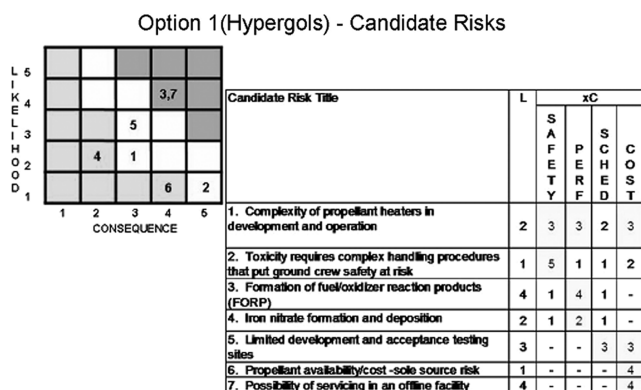 Option 1(Hypergols) - Candidate Risks
LIKELIHOOD
5
4
3
2
1
3,7
5
4 1
6 2
1 2 3 4 5
CONSEQUENCE
Candidate Risk Title L xC
SAFETY PERF SCHED COST
1. Complexity of propellant heaters in
development and operation 2 3 3 2 3
2. Toxicity requires complex handling procedures
that put ground crew safety at risk 1 5 1 1 2
3. Formation of fuel/oxidizer reaction products
(FORP) 4 1 4 1 -
4. Iron nitrate formation and deposition 2 1 2 1 -
5. Limited development and acceptance testing
sites 3 - - 3 3
6. Propellant availability/cost -sole source risk 1 - - - 4
7. Possibility of servicing in an offline facility 4 - - - 4